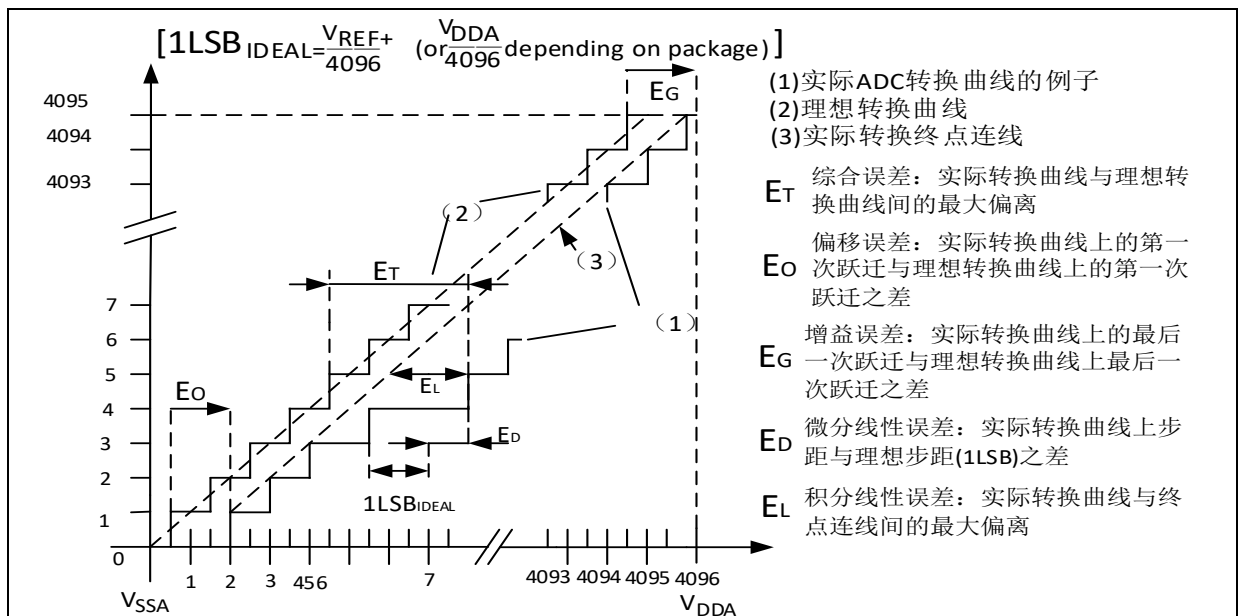 [1LSB IDEAL= VREF+ / 4096 (or VDDA / 4096 depending on package)]
EG
(1)实际ADC转换曲线的例子
(2)理想转换曲线
(3)实际转换终点连线
ET 综合误差：实际转换曲线与理想转
换曲线间的最大偏离
EO 偏移误差：实际转换曲线上的第一
次跃迁与理想转换曲线上的第一次
跃迁之差
EG 增益误差：实际转换曲线上的最后
一次跃迁与理想转换曲线上最后一
次跃迁之差
ED 微分线性误差：实际转换曲线上步
距与理想步距(1LSB)之差
EL 积分线性误差：实际转换曲线与终
点连线间的最大偏离
4095
4094
4093
（2）
（3）
ET
7
（1）
6
5
EL
EO
4
3
ED
2
1LSBIDEAL
1
0
1 2 3 456 7 4093 4094 4095 4096
VSSA
VDDA